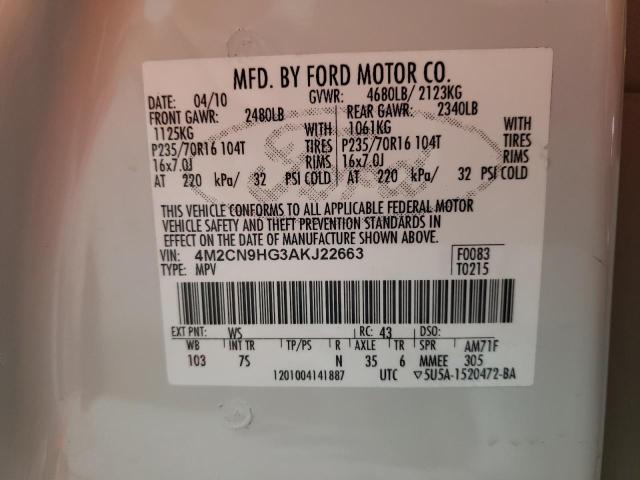 MFD. BY FORD MOTOR CO.
DATE: 04/10 GVWR: 4680LB/ 2123KG
FRONT GAWR: 2480LB REAR GAWR: 2340LB
1125KG WITH 1061KG WITH
P235/70R16 104T TIRES P235/70R16 104T TIRES
16x7.0J RIMS 16x7.0J RIMS
AT 220 kPa/ 32 PSI COLD AT 220 kPa/ 32 PSI COLD
THIS VEHICLE CONFORMS TO ALL APPLICABLE FEDERAL MOTOR
VEHICLE SAFETY AND THEFT PREVENTION STANDARDS IN
EFFECT ON THE DATE OF MANUFACTURE SHOWN ABOVE.
VIN: 4M2CN9HG3AKJ22663 F0083
TYPE: MPV T0215
EXT PNT: WS RC: 43 DSO:
WB INT TR TP/PS R AXLE TR SPR AM71F
103 7S N 35 6 MMEE 305
1201004141887 UTC ▽5U5A-1520472-BA
Ford